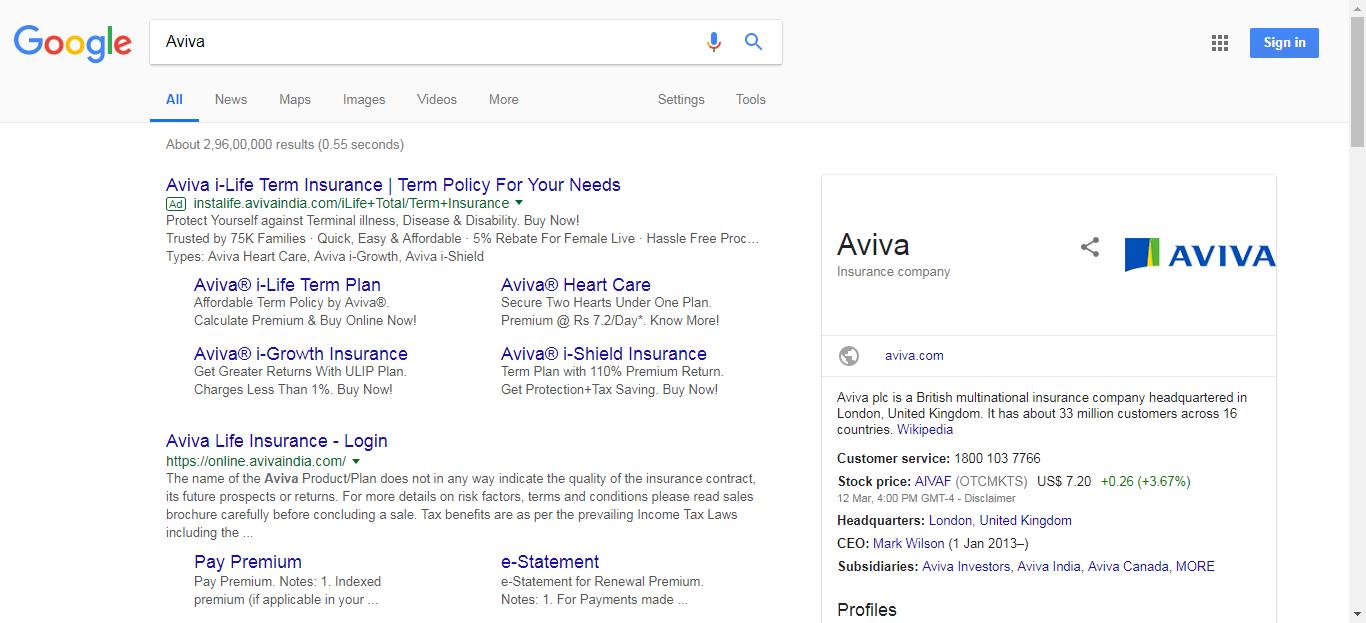 Google
Aviva
Sign in
All News Maps Images Videos More Settings Tools
About 2,96,00,000 results (0.55 seconds)
Aviva i-Life Term Insurance | Term Policy For Your Needs
Ad instalife.avivaindia.com/iLife+Total/Term+Insurance
Protect Yourself against Terminal illness, Disease & Disability. Buy Now!
Trusted by 75K Families · Quick, Easy & Affordable · 5% Rebate For Female Live · Hassle Free Proc…
Types: Aviva Heart Care, Aviva i-Growth, Aviva i-Shield
Aviva® i-Life Term Plan
Affordable Term Policy by Aviva®.
Calculate Premium & Buy Online Now!
Aviva® Heart Care
Secure Two Hearts Under One Plan.
Premium @ Rs 7.2/Day*. Know More!
Aviva® i-Growth Insurance
Get Greater Returns With ULIP Plan.
Charges Less Than 1%. Buy Now!
Aviva® i-Shield Insurance
Term Plan with 110% Premium Return.
Get Protection+Tax Saving. Buy Now!
Aviva Life Insurance - Login
https://online.avivaindia.com/
The name of the Aviva Product/Plan does not in any way indicate the quality of the insurance contract,
its future prospects or returns. For more details on risk factors, terms and conditions please read sales
brochure carefully before concluding a sale. Tax benefits are as per the prevailing Income Tax Laws
including the ...
Pay Premium
Pay Premium. Notes: 1. Indexed
premium (if applicable in your ...
e-Statement
e-Statement for Renewal Premium.
Notes: 1. For Payments made ...
Aviva
Insurance company
AVIVA
aviva.com
Aviva plc is a British multinational insurance company headquartered in
London, United Kingdom. It has about 33 million customers across 16
countries. Wikipedia
Customer service: 1800 103 7766
Stock price: AIVAF (OTCMKTS) US$ 7.20 +0.26 (+3.67%)
12 Mar, 4:00 PM GMT-4 - Disclaimer
Headquarters: London, United Kingdom
CEO: Mark Wilson (1 Jan 2013–)
Subsidiaries: Aviva Investors, Aviva India, Aviva Canada, MORE
Profiles